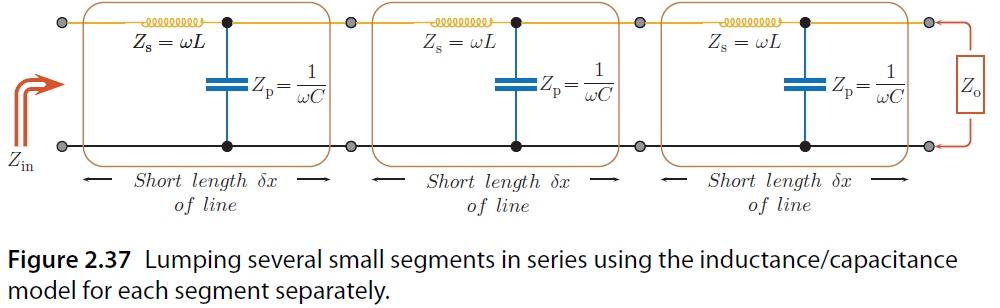 Zs = ωL
Zp = 1/ωC
Zs = ωL
Zp = 1/ωC
Zs = ωL
Zp = 1/ωC
Zo
Zin
Short length δx
of line
Short length δx
of line
Short length δx
of line
Figure 2.37 Lumping several small segments in series using the inductance/capacitance
model for each segment separately.